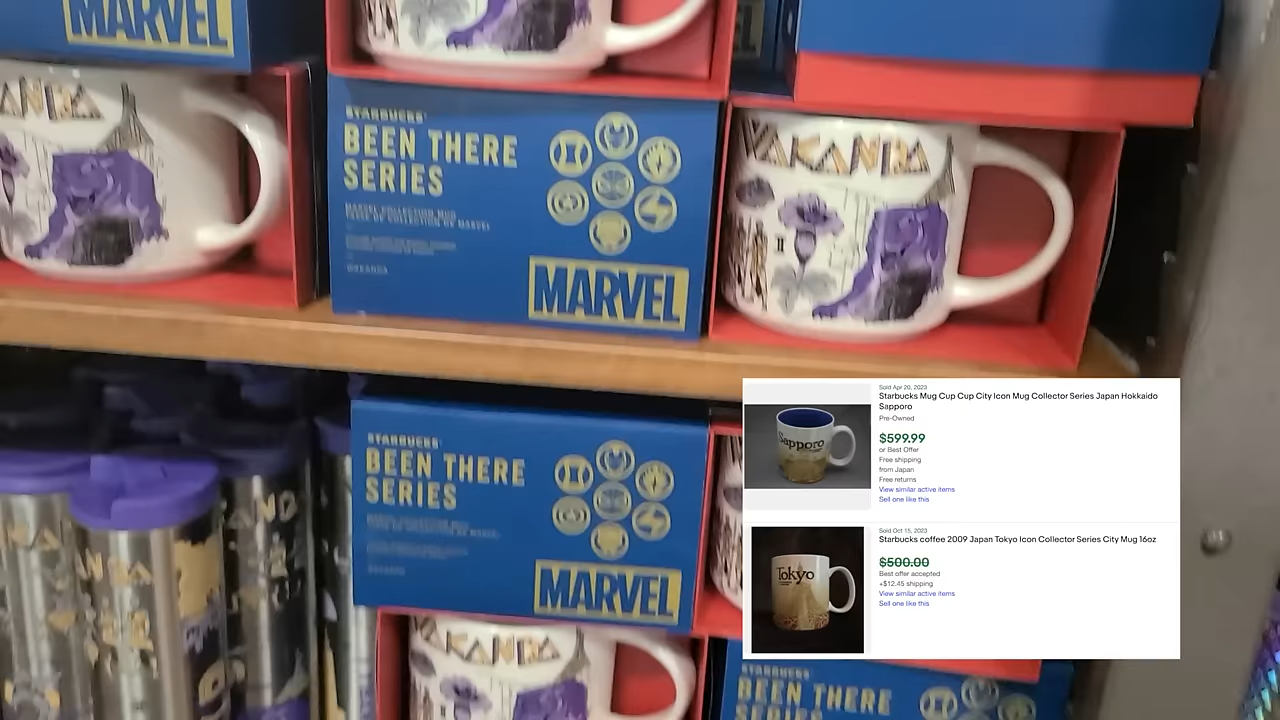 MARVEL
STARBUCKS
BEEN THERE
SERIES
MARVEL
WAKANDA
STARBUCKS
BEEN THERE
SERIES
MARVEL
WAKANDA
BEEN THERE
Sold Apr 20, 2023
Starbucks Mug Cup Cup City Icon Mug Collector Series Japan Hokkaido
Sapporo
Pre-Owned
$599.99
or Best Offer
Free shipping
from Japan
Free returns
View similar active items
Sell one like this
Sapporo
Sold Oct 15, 2023
Starbucks coffee 2009 Japan Tokyo Icon Collector Series City Mug 16oz
$500.00
Best offer accepted
+$12.45 shipping
View similar active items
Sell one like this
Tokyo